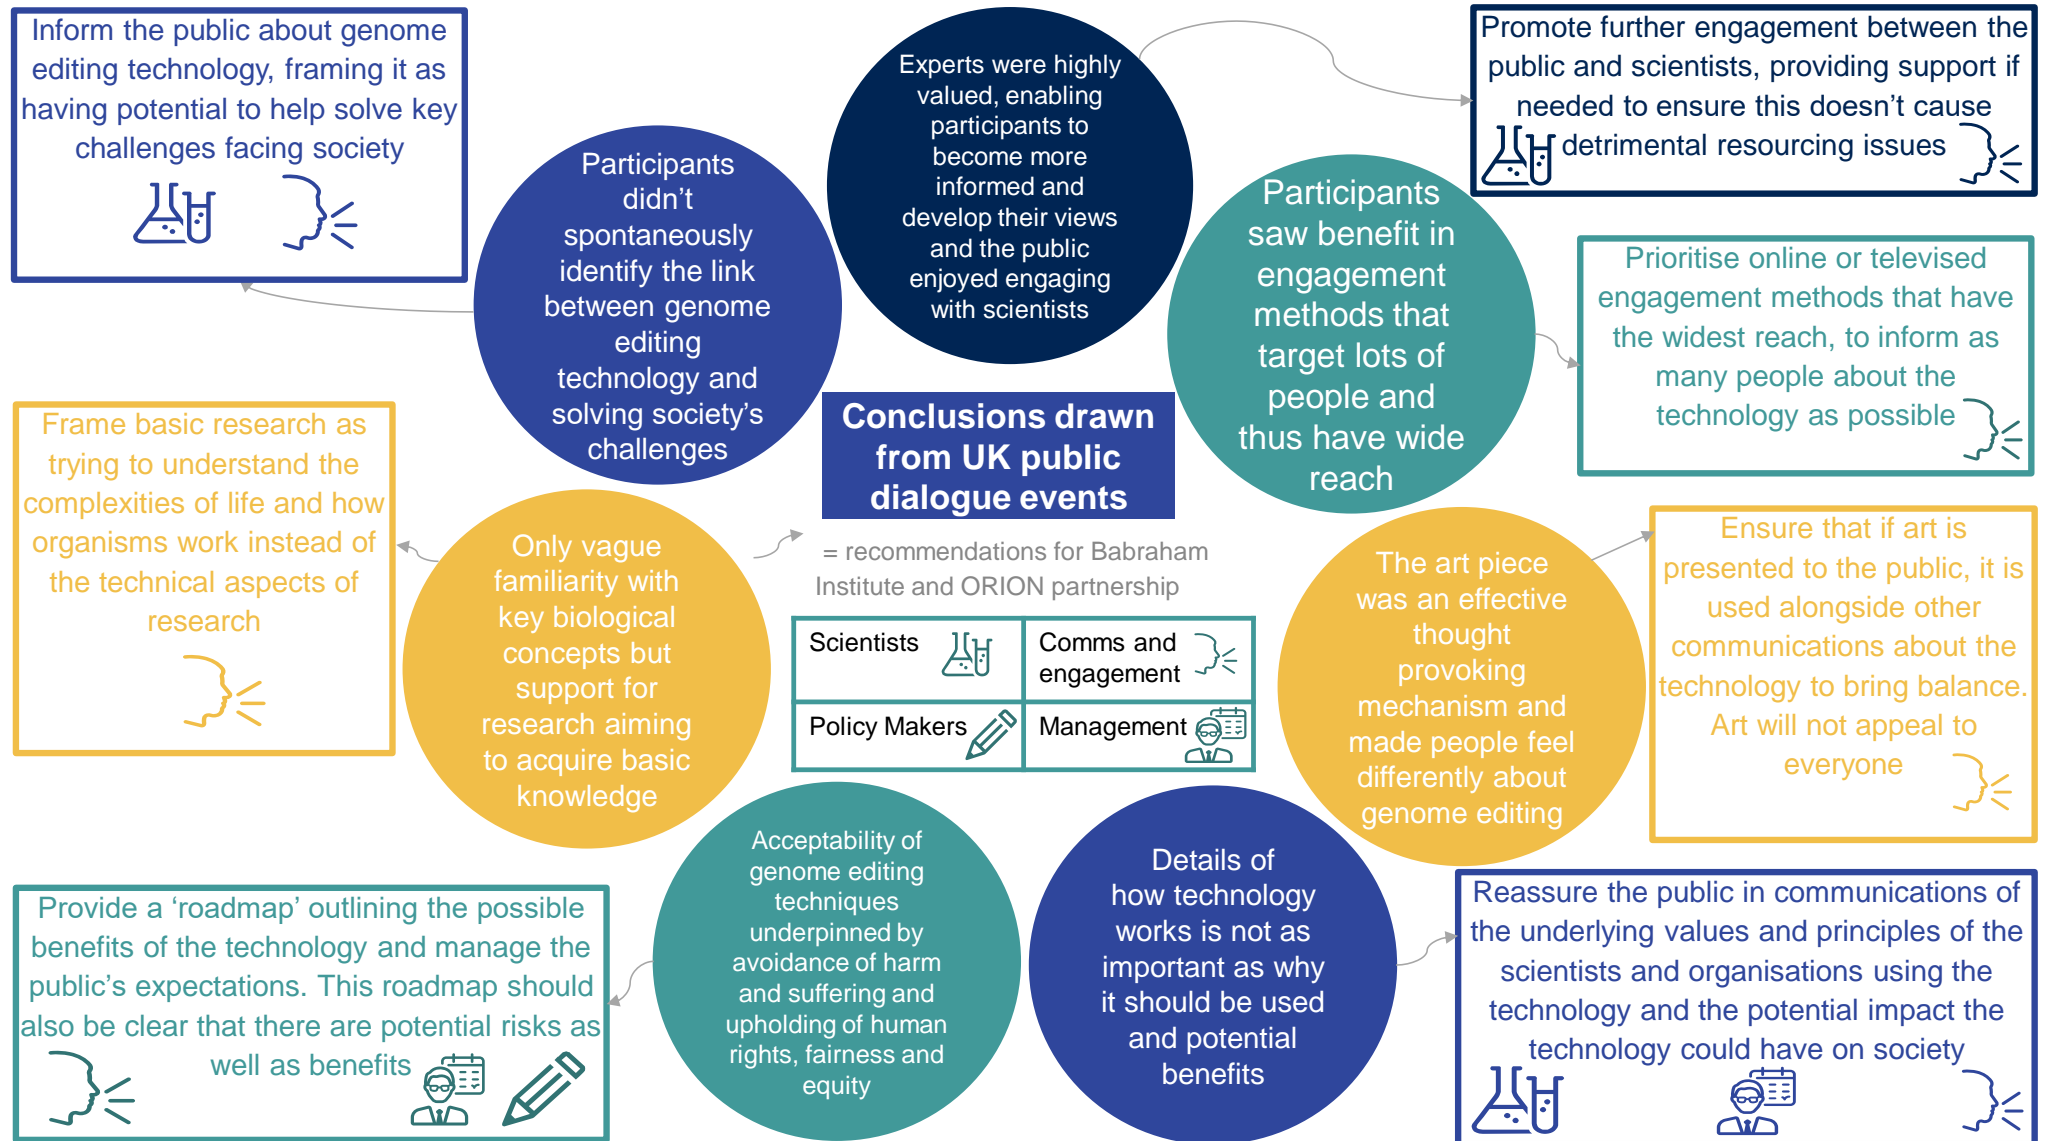 Inform the public about genome
editing technology, framing it as
having potential to help solve key
challenges facing society
Participants
didn’t
spontaneously
identify the link
between genome
editing
technology and
solving society’s
challenges
Experts were highly
valued, enabling
participants to
become more
informed and
develop their views
and the public
enjoyed engaging
with scientists
Promote further engagement between the
public and scientists, providing support if
needed to ensure this doesn’t cause
detrimental resourcing issues
Participants
saw benefit in
engagement
methods that
target lots of
people and
thus have wide
reach
Prioritise online or televised
engagement methods that have
the widest reach, to inform as
many people about the
technology as possible
Frame basic research as
trying to understand the
complexities of life and how
organisms work instead of
the technical aspects of
research
Only vague
familiarity with
key biological
concepts but
support for
research aiming
to acquire basic
knowledge
Conclusions drawn
from UK public
dialogue events
= recommendations for Babraham
Institute and ORION partnership
Scientists
Comms and
engagement
Policy Makers
Management
The art piece
was an effective
thought
provoking
mechanism and
made people feel
differently about
genome editing
Ensure that if art is
presented to the public, it is
used alongside other
communications about the
technology to bring balance.
Art will not appeal to
everyone
Provide a ‘roadmap’ outlining the possible
benefits of the technology and manage the
public’s expectations. This roadmap should
also be clear that there are potential risks as
well as benefits
Acceptability of
genome editing
techniques
underpinned by
avoidance of harm
and suffering and
upholding of human
rights, fairness and
equity
Details of
how technology
works is not as
important as why
it should be used
and potential
benefits
Reassure the public in communications of
the underlying values and principles of the
scientists and organisations using the
technology and the potential impact the
technology could have on society